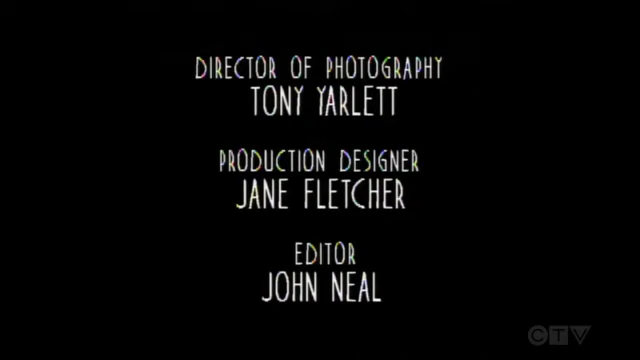 DIRECTOR OF PHOTOGRAPHY
TONY YARLETT
PRODUCTION DESIGNER
JANE FLETCHER
EDITOR
JOHN NEAL
CTV